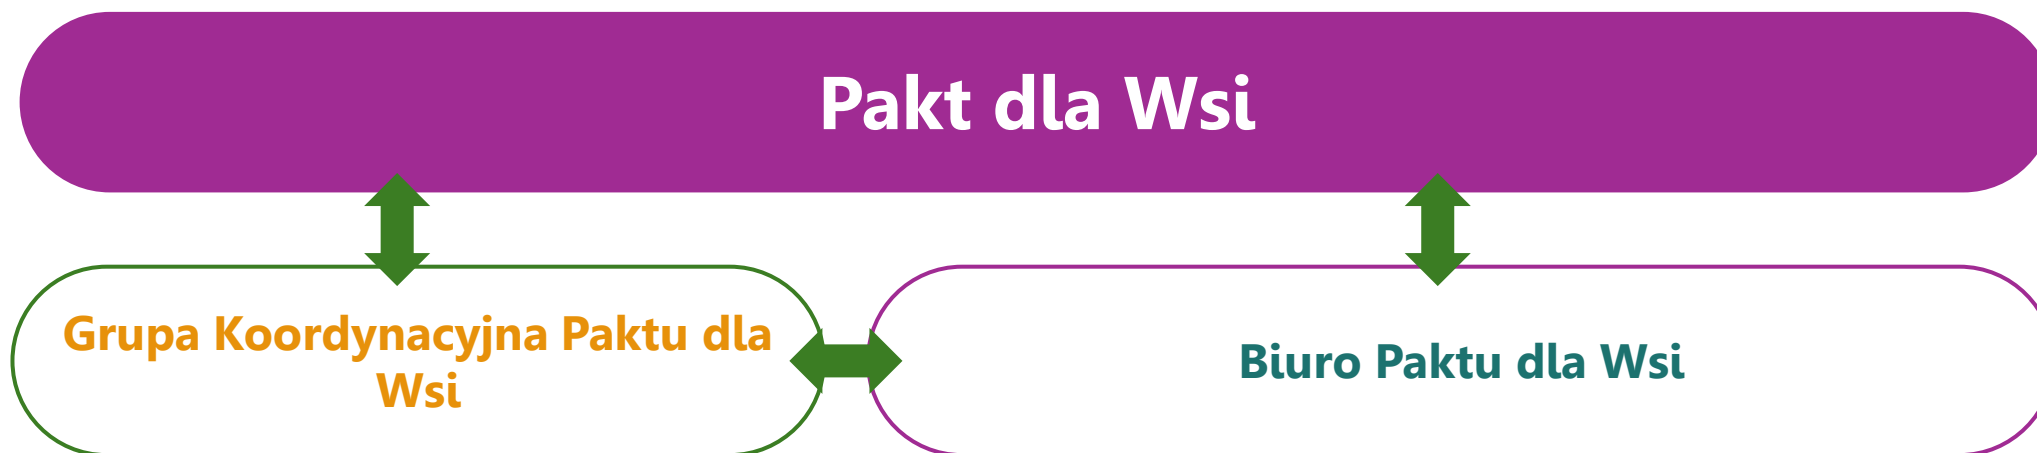 Pakt dla Wsi
Grupa Koordynacyjna Paktu dla
Wsi
Biuro Paktu dla Wsi